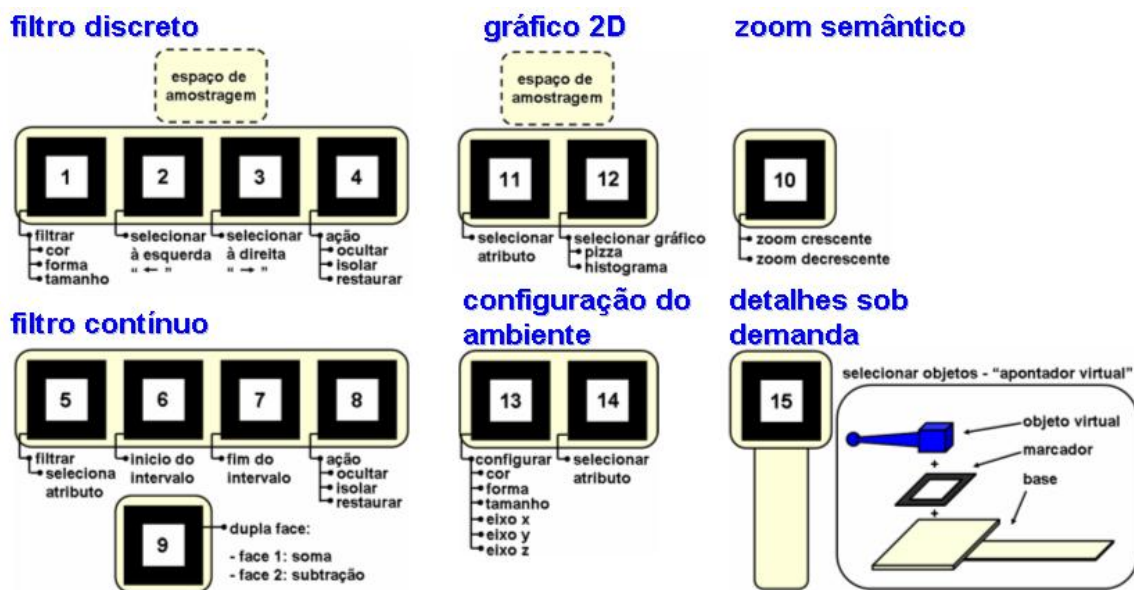 filtro discreto
espaço de
amostragem
1
2
3
4
filtrar
cor
forma
tamanho
selecionar
à esquerda
“ ← ”
selecionar
à direita
“ → ”
ação
ocultar
isolar
restaurar
gráfico 2D
espaço de
amostragem
11
12
selecionar
atributo
selecionar gráfico
pizza
histograma
zoom semântico
10
zoom crescente
zoom decrescente
filtro contínuo
5
6
7
8
filtrar
seleciona
atributo
inicio do
intervalo
fim do
intervalo
ação
ocultar
isolar
restaurar
9
dupla face:
- face 1: soma
- face 2: subtração
configuração do
ambiente
13
14
configurar
cor
forma
tamanho
eixo x
eixo y
eixo z
selecionar
atributo
detalhes sob
demanda
15
selecionar objetos - “apontador virtual”
objeto virtual
+
marcador
+
base